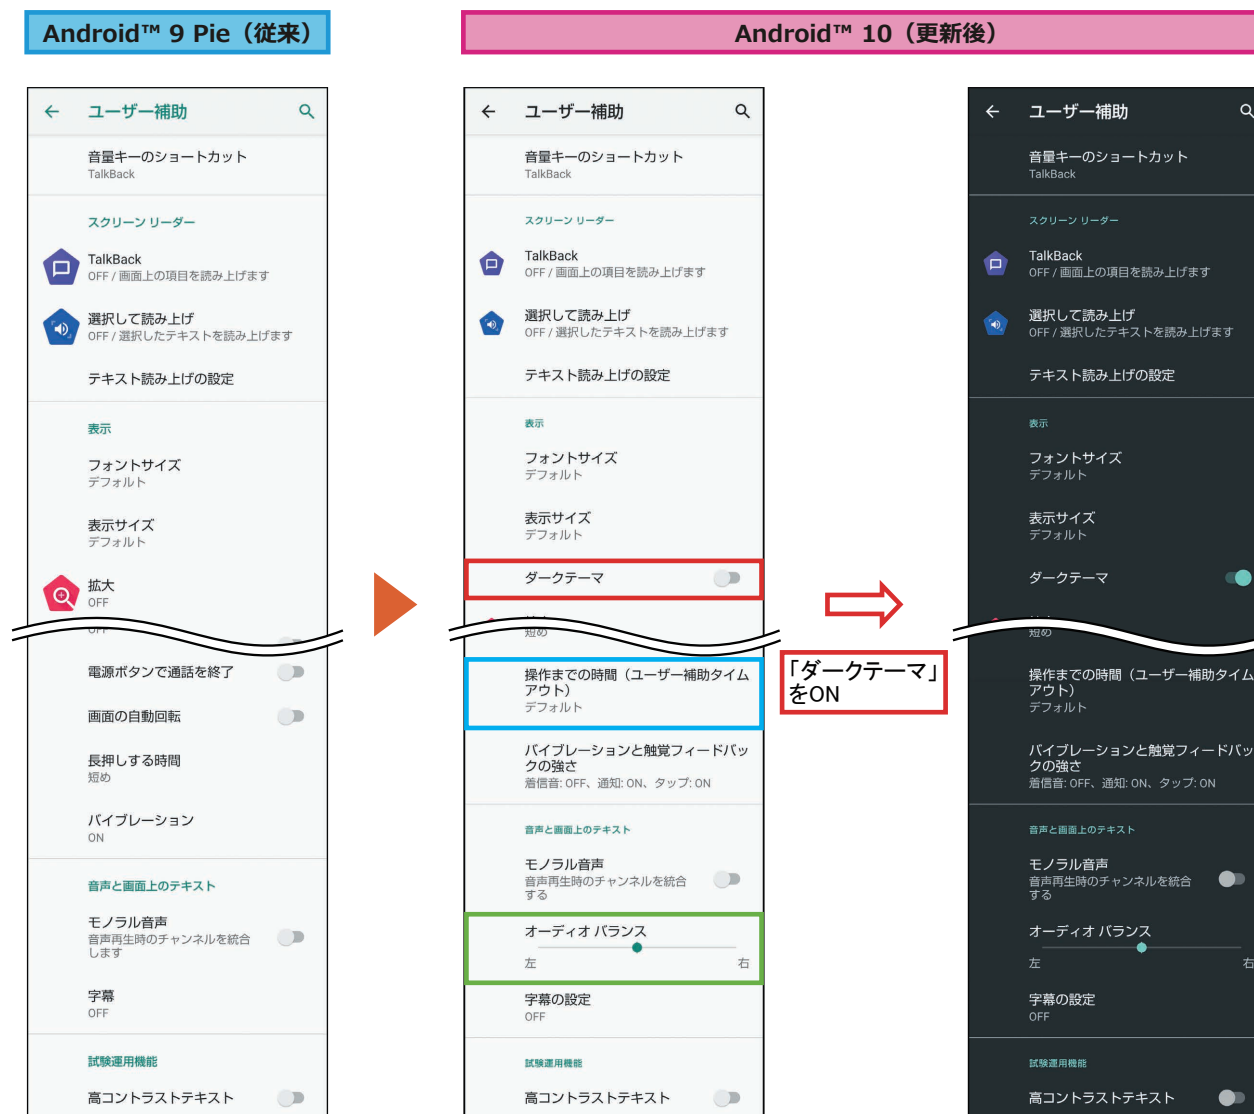 Android™ 9 Pie（従来）
Android™ 10（更新後）
ユーザー補助
音量キーのショートカット
TalkBack
スクリーン リーダー
TalkBack
OFF / 画面上の項目を読み上げます
選択して読み上げ
OFF / 選択したテキストを読み上げます
テキスト読み上げの設定
表示
フォントサイズ
デフォルト
表示サイズ
デフォルト
拡大
OFF
OFF
電源ボタンで通話を終了
画面の自動回転
長押しする時間
短め
バイブレーション
ON
音声と画面上のテキスト
モノラル音声
音声再生時のチャンネルを統合
します
字幕
OFF
試験運用機能
高コントラストテキスト
ユーザー補助
音量キーのショートカット
TalkBack
スクリーン リーダー
TalkBack
OFF / 画面上の項目を読み上げます
選択して読み上げ
OFF / 選択したテキストを読み上げます
テキスト読み上げの設定
表示
フォントサイズ
デフォルト
表示サイズ
デフォルト
ダークテーマ
短め
操作までの時間（ユーザー補助タイム
アウト）
デフォルト
バイブレーションと触覚フィードバッ
クの強さ
着信音: OFF、通知: ON、タップ: ON
音声と画面上のテキスト
モノラル音声
音声再生時のチャンネルを統合
する
オーディオ バランス
左 右
字幕の設定
OFF
試験運用機能
高コントラストテキスト
「ダークテーマ」
をON
ユーザー補助
音量キーのショートカット
TalkBack
スクリーン リーダー
TalkBack
OFF / 画面上の項目を読み上げます
選択して読み上げ
OFF / 選択したテキストを読み上げます
テキスト読み上げの設定
表示
フォントサイズ
デフォルト
表示サイズ
デフォルト
ダークテーマ
短め
操作までの時間（ユーザー補助タイム
アウト）
デフォルト
バイブレーションと触覚フィードバッ
クの強さ
着信音: OFF、通知: ON、タップ: ON
音声と画面上のテキスト
モノラル音声
音声再生時のチャンネルを統合
する
オーディオ バランス
左 右
字幕の設定
OFF
試験運用機能
高コントラストテキスト